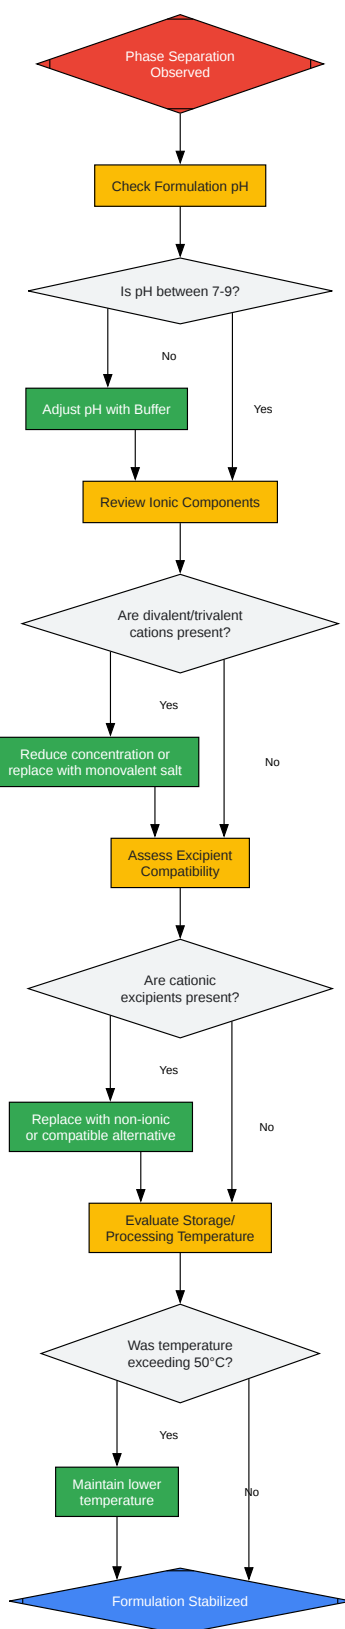 Phase Separation
Observed
Check Formulation pH
Is pH between 7-9?
No
Adjust pH with Buffer
Yes
Review Ionic Components
Are divalent/trivalent
cations present?
Yes
Reduce concentration or
replace with monovalent salt
No
Assess Excipient
Compatibility
Are cationic
excipients present?
Yes
Replace with non-ionic
or compatible alternative
No
Evaluate Storage/
Processing Temperature
Was temperature
exceeding 50°C?
Yes
Maintain lower
temperature
No
Formulation Stabilized